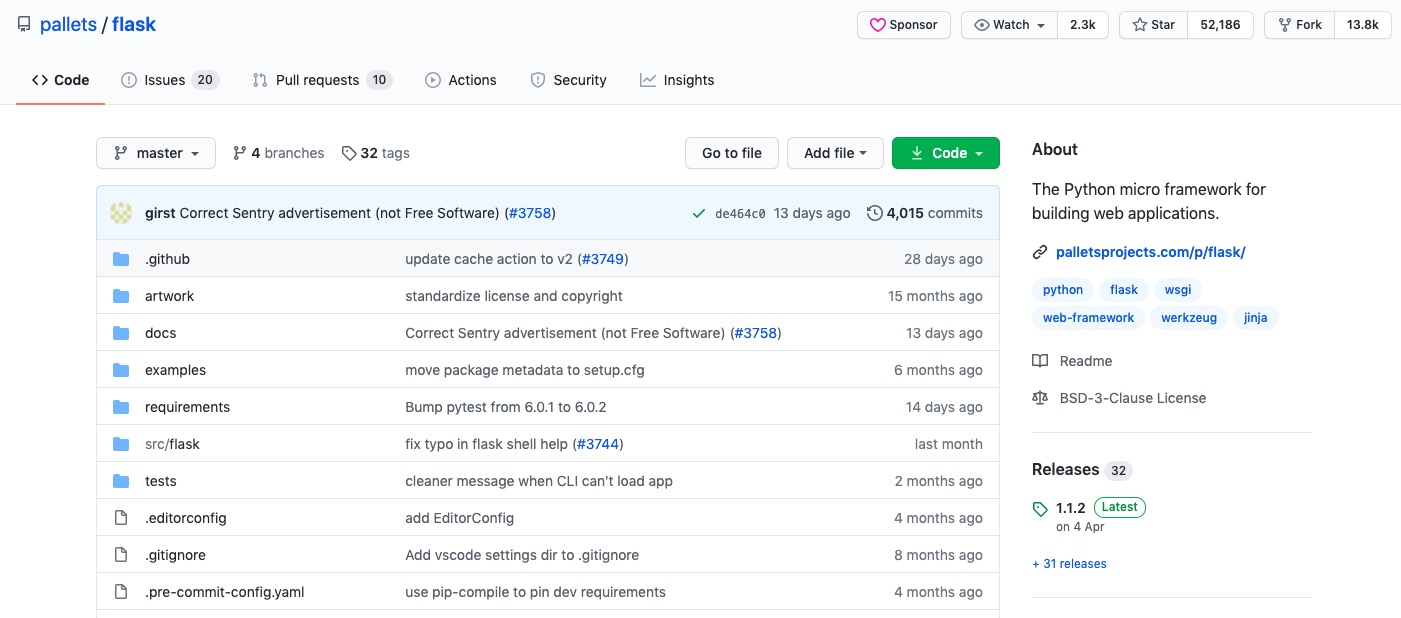 pallets / flask
Sponsor Watch 2.3k Star 52,186 Fork 13.8k
Code Issues 20 Pull requests 10 Actions Security Insights
master 4 branches 32 tags Go to file Add file Code
girst Correct Sentry advertisement (not Free Software) (#3758) de464c0 13 days ago 4,015 commits
.github update cache action to v2 (#3749) 28 days ago
artwork standardize license and copyright 15 months ago
docs Correct Sentry advertisement (not Free Software) (#3758) 13 days ago
examples move package metadata to setup.cfg 6 months ago
requirements Bump pytest from 6.0.1 to 6.0.2 14 days ago
src/flask fix typo in flask shell help (#3744) last month
tests cleaner message when CLI can't load app 2 months ago
.editorconfig add EditorConfig 4 months ago
.gitignore Add vscode settings dir to .gitignore 8 months ago
.pre-commit-config.yaml use pip-compile to pin dev requirements 4 months ago
About
The Python micro framework for
building web applications.
palletsprojects.com/p/flask/
python flask wsgi
web-framework werkzeug jinja
Readme
BSD-3-Clause License
Releases 32
1.1.2 Latest
on 4 Apr
+ 31 releases